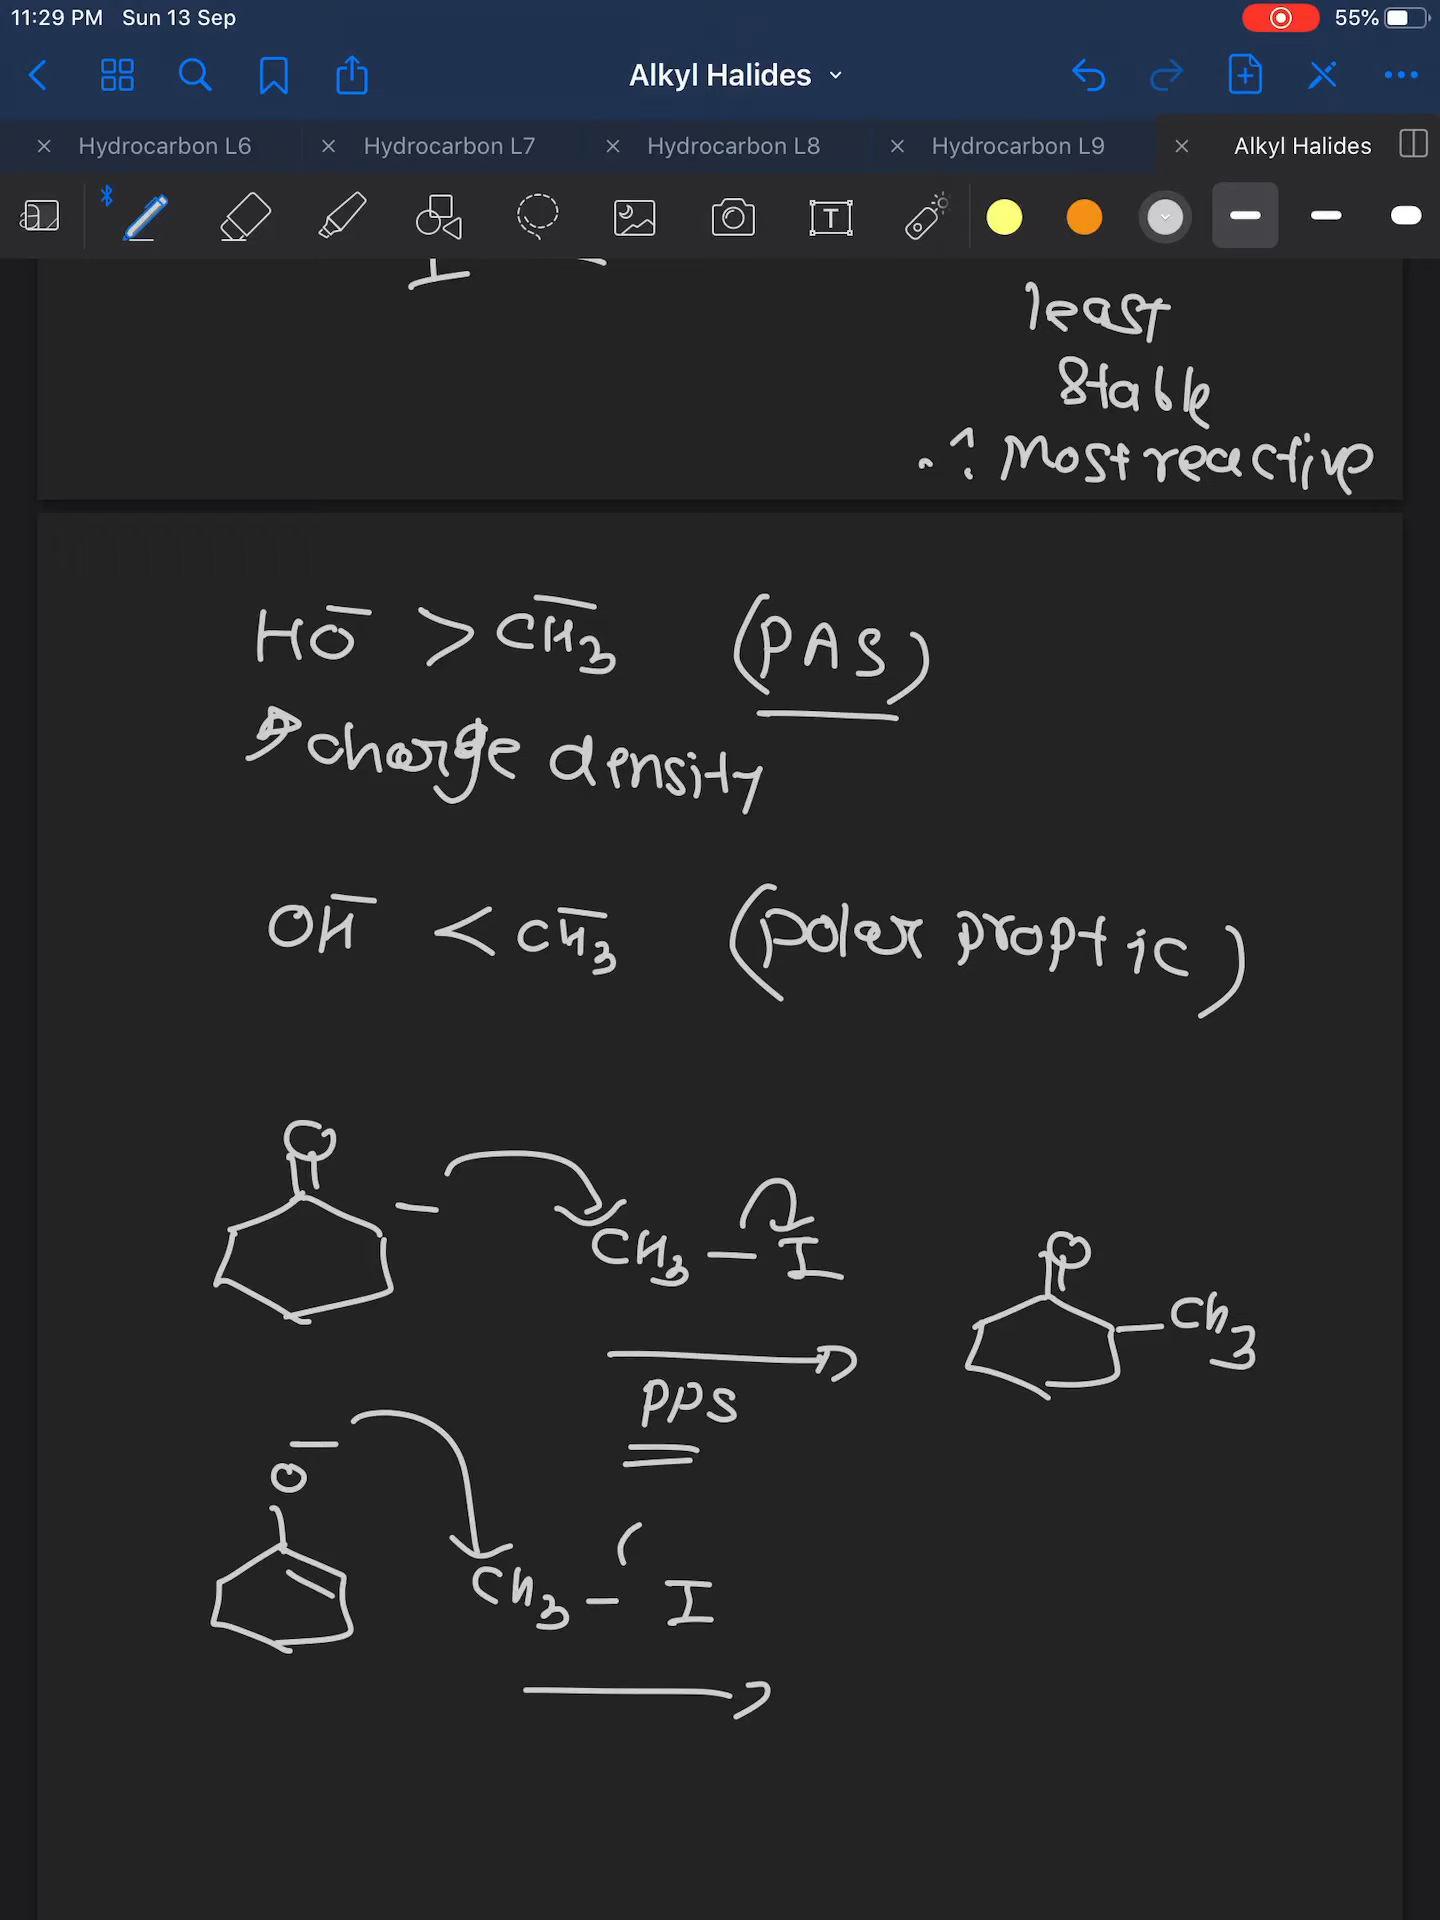 11:29 PM Sun 13 Sep 55%
Alkyl Halides
Hydrocarbon L6 Hydrocarbon L7 Hydrocarbon L8 Hydrocarbon L9 Alkyl Halides
a T
I
least
Stable
∴ Most reactive
HO⁻ > CH₃⁻ (PAS)
charge density
OH⁻ < CH₃⁻ (polar proptic)
O
− CH₃ − I
O
CH₃
PPS
O⁻
CH₃ − I